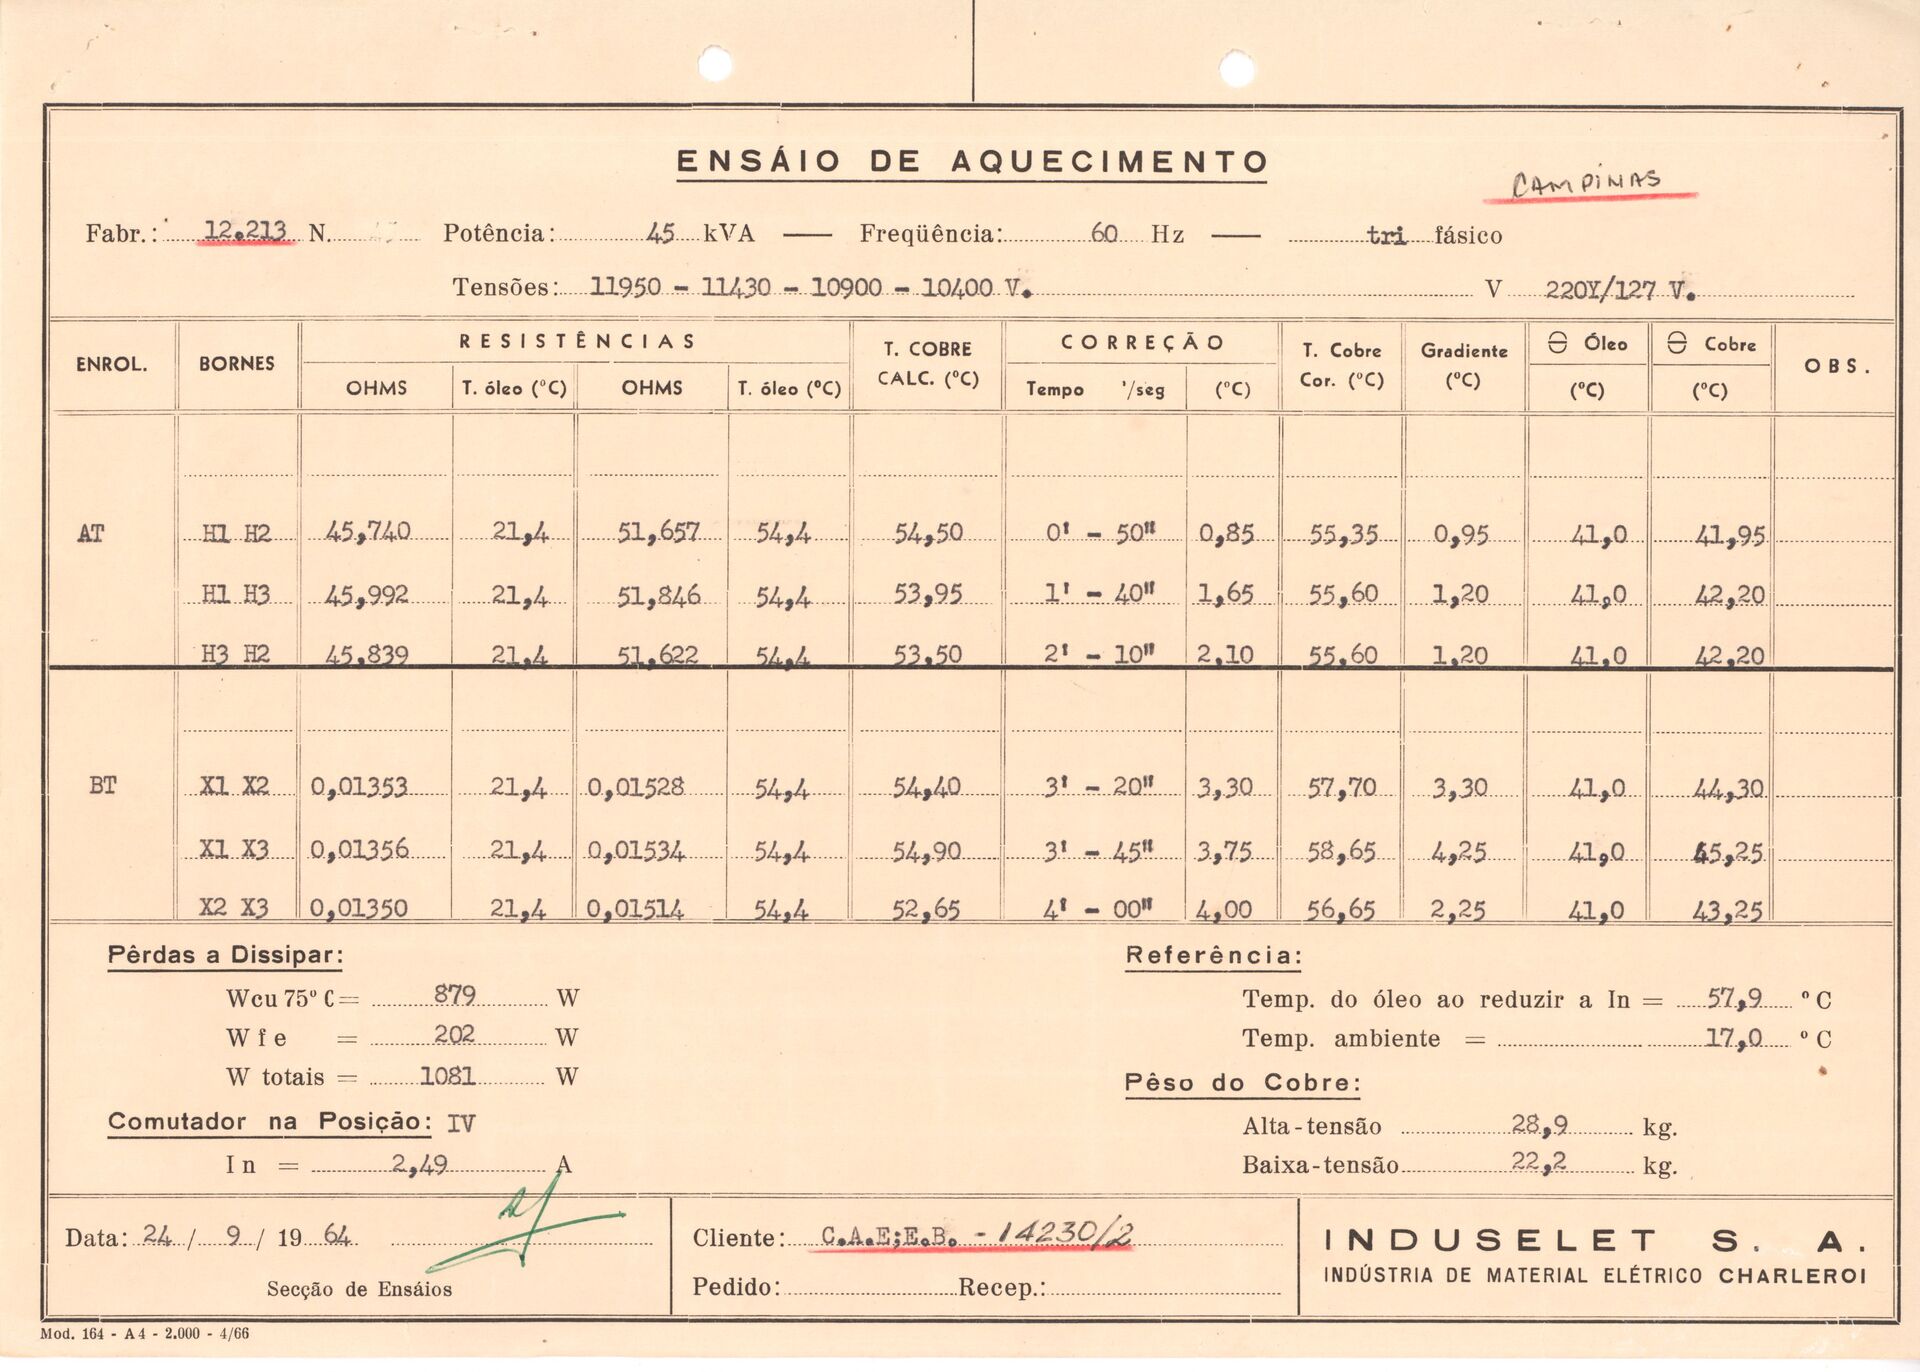 ENSÁIO DE AQUECIMENTO
CAMPINAS
Fabr.: 12.213 N. Potência: 45 kVA — Freqüência: 60 Hz — tri fásico
Tensões: 11950 - 11430 - 10900 - 10400 V. V 220Y/127 V.
ENROL. BORNES RESISTÊNCIAS T. COBRE CALC. (ºC) CORREÇÃO T. Cobre Cor. (ºC) Gradiente (ºC) Θ Óleo Θ Cobre OBS.
OHMS T. óleo (ºC) OHMS T. óleo (ºC) Tempo '/seg (ºC) (ºC) (ºC)
AT H1 H2 45,740 21,4 51,657 54,4 54,50 0' - 50" 0,85 55,35 0,95 41,0 41,95
H1 H3 45,992 21,4 51,846 54,4 53,95 1' - 40" 1,65 55,60 1,20 41,0 42,20
H3 H2 45,839 21,4 51,622 54,4 53,50 2' - 10" 2,10 55,60 1,20 41,0 42,20
BT X1 X2 0,01353 21,4 0,01528 54,4 54,40 3' - 20" 3,30 57,70 3,30 41,0 44,30
X1 X3 0,01356 21,4 0,01534 54,4 54,90 3' - 45" 3,75 58,65 4,25 41,0 45,25
X2 X3 0,01350 21,4 0,01514 54,4 52,65 4' - 00" 4,00 56,65 2,25 41,0 43,25
Pêrdas a Dissipar:
Wcu 75º C = 879 W
W f e = 202 W
W totais = 1081 W
Comutador na Posição: IV
In = 2,49 A
Referência:
Temp. do óleo ao reduzir a In = 57,9 º C
Temp. ambiente = 17,0 º C
Pêso do Cobre:
Alta-tensão 28,9 kg.
Baixa-tensão 22,2 kg.
Data: 24 / 9 / 19 64
Secção de Ensáios
Cliente: C.A.E;E.B. - 14230/2
Pedido: Recep.:
INDUSELET S. A.
INDÚSTRIA DE MATERIAL ELÉTRICO CHARLEROI
Mod. 164 - A4 - 2.000 - 4/66